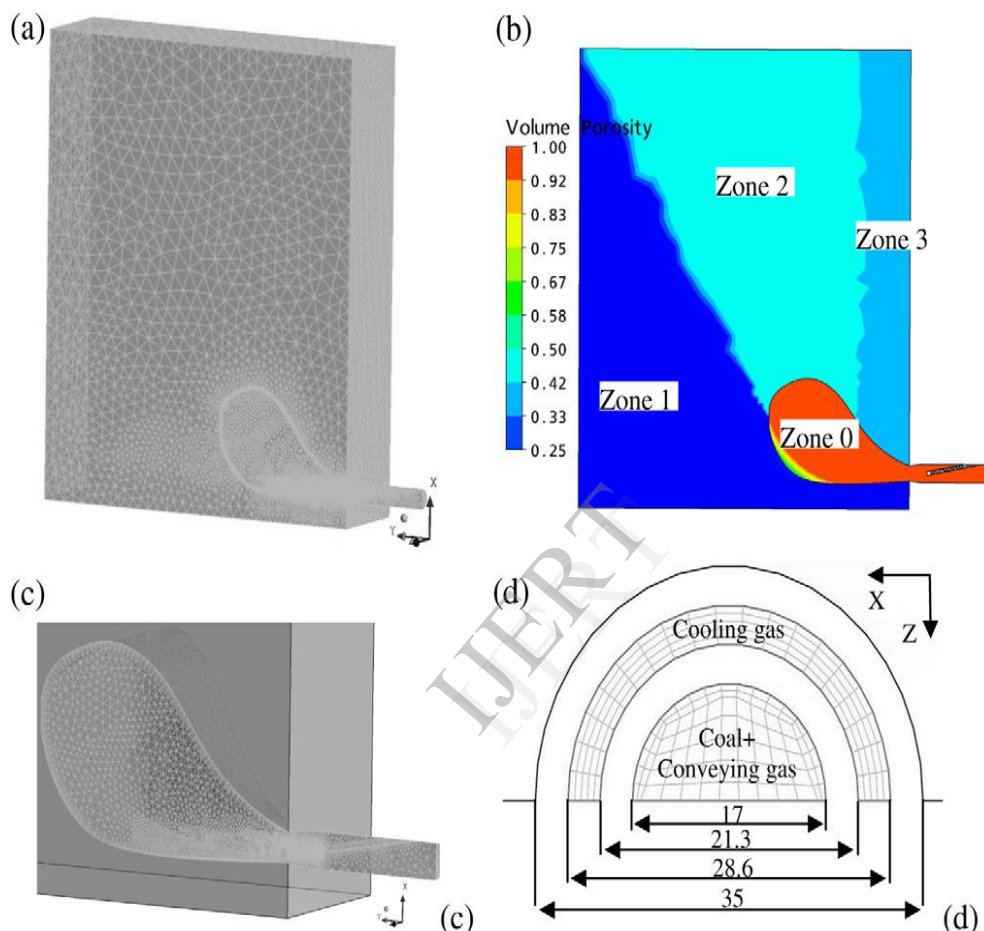 (a)
X
Y
(b)
Volume Porosity
1.00
0.92
0.83
0.75
0.67
0.58
0.50
0.42
0.33
0.25
Zone 2
Zone 3
Zone 1
Zone 0
(c)
X
(c)
IJERT
(d)
X
Z
Cooling gas
Coal+
Conveying gas
17
21.3
28.6
35
(d)